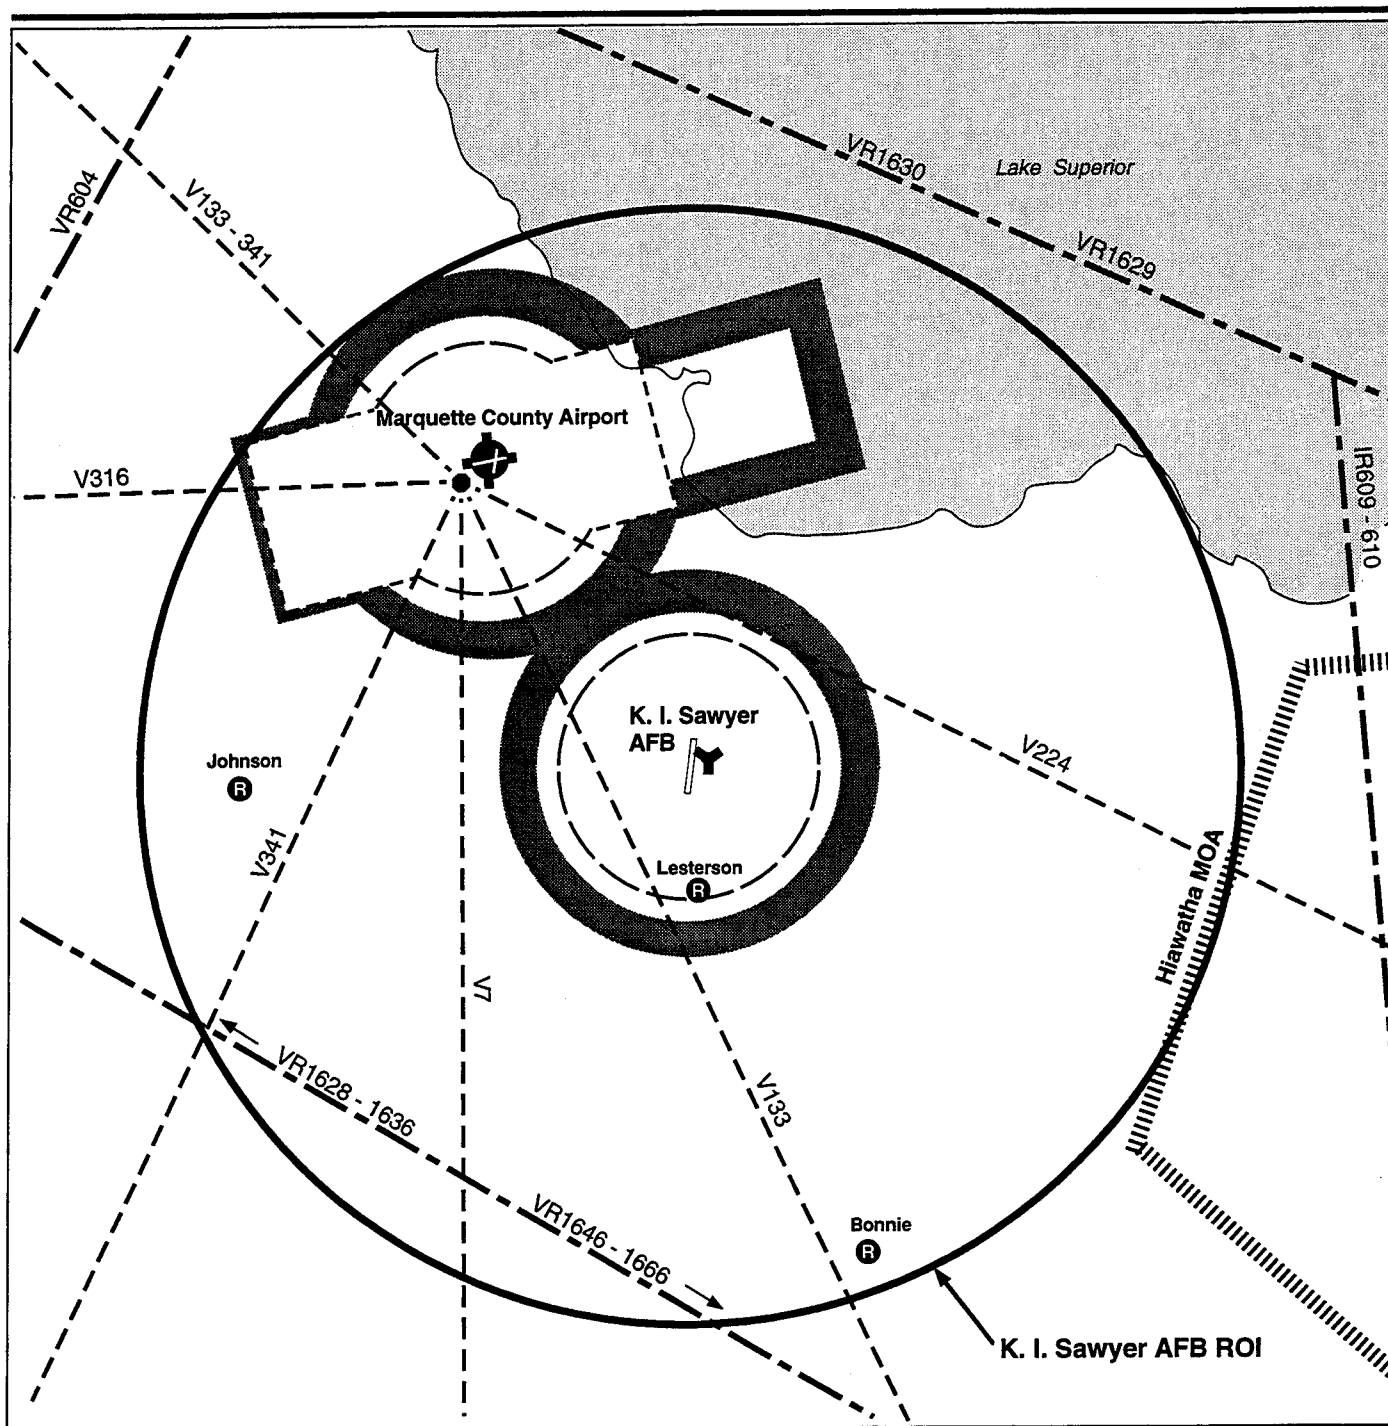 VR1630
Lake Superior
VR604
V133 - 341
VR1629
Marquette County Airport
V316
IR609 - 610
K. I. Sawyer
AFB
V224
Johnson
R
V341
Lesterson
R
Hiawatha MOA
V7
VR1628 - 1636
V133
VR1646 - 1666
Bonnie
R
K. I. Sawyer AFB ROI